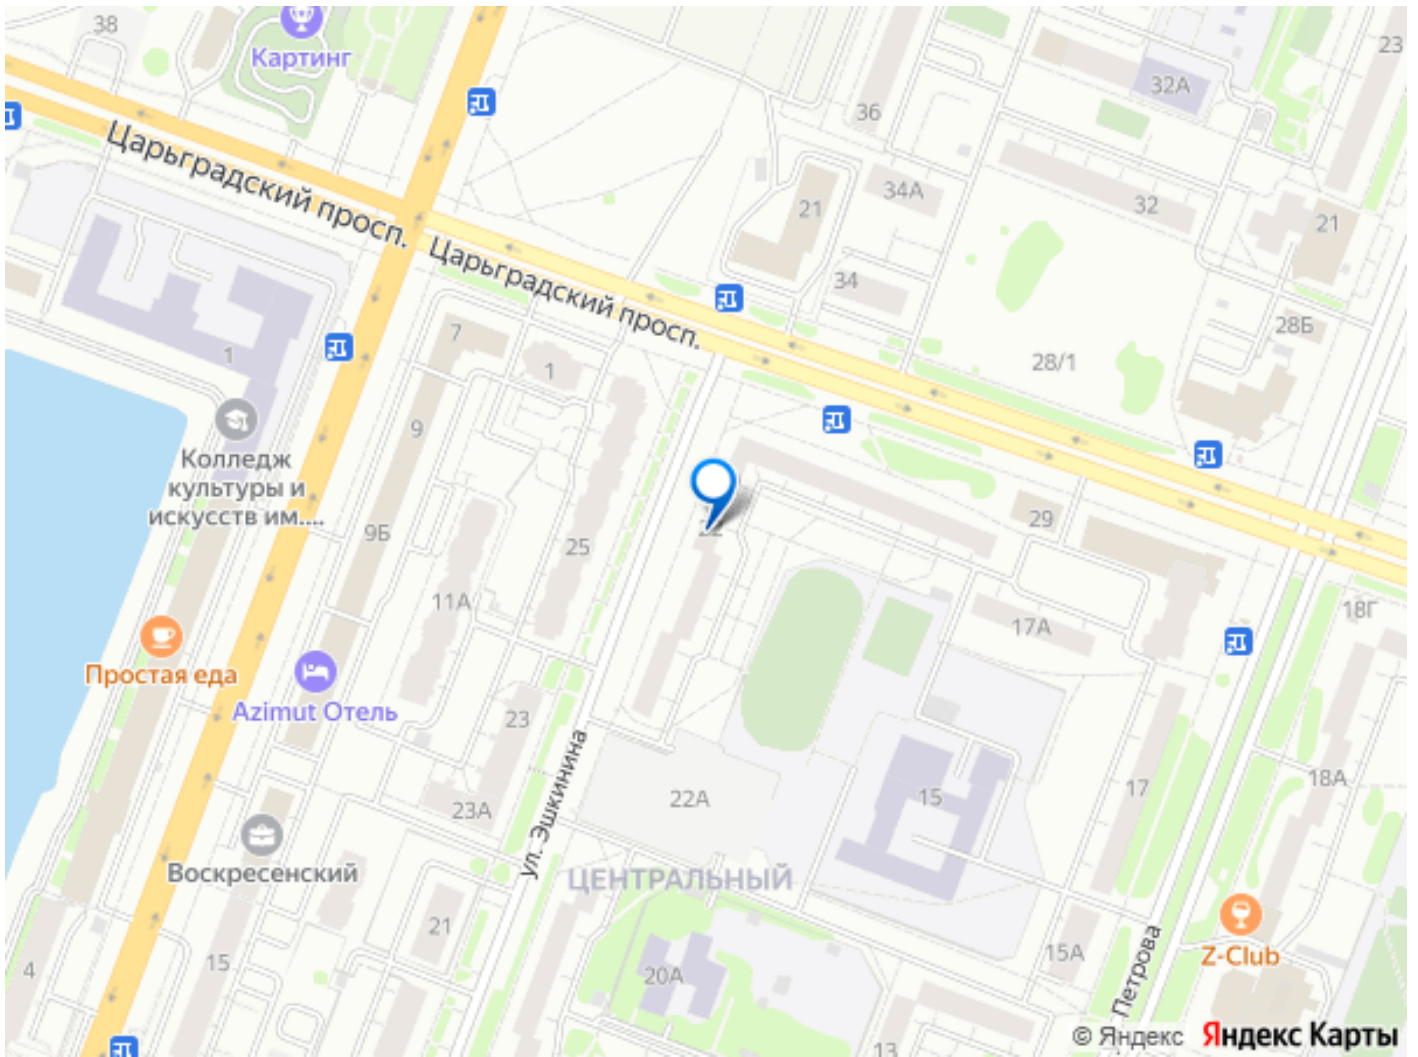 38
Картинг
23
32А
36
Царьградский просп.
34А
32
21
21
Царьградский просп.
34
28Б
7
1
1
28/1
9
Колледж
культуры и
искусств им....
29
9Б
25
22
11А
17А
18Г
Простая еда
Azimut Отель
23
ул. Эшкинина
22А
15
17
18А
23А
Воскресенский
ЦЕНТРАЛЬНЫЙ
21
15
4
20А
15А
Петрова
Z-Club
13
© Яндекс Яндекс Карты